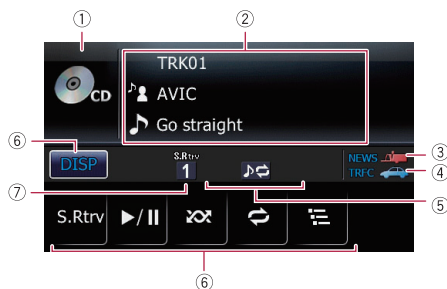 ① ②
TRK01
CD
AVIC
Go straight
⑥ ③
DISP S.Rtrv NEWS
1 TRFC ④
⑦ ⑤
S.Rtrv ►/II
⑥